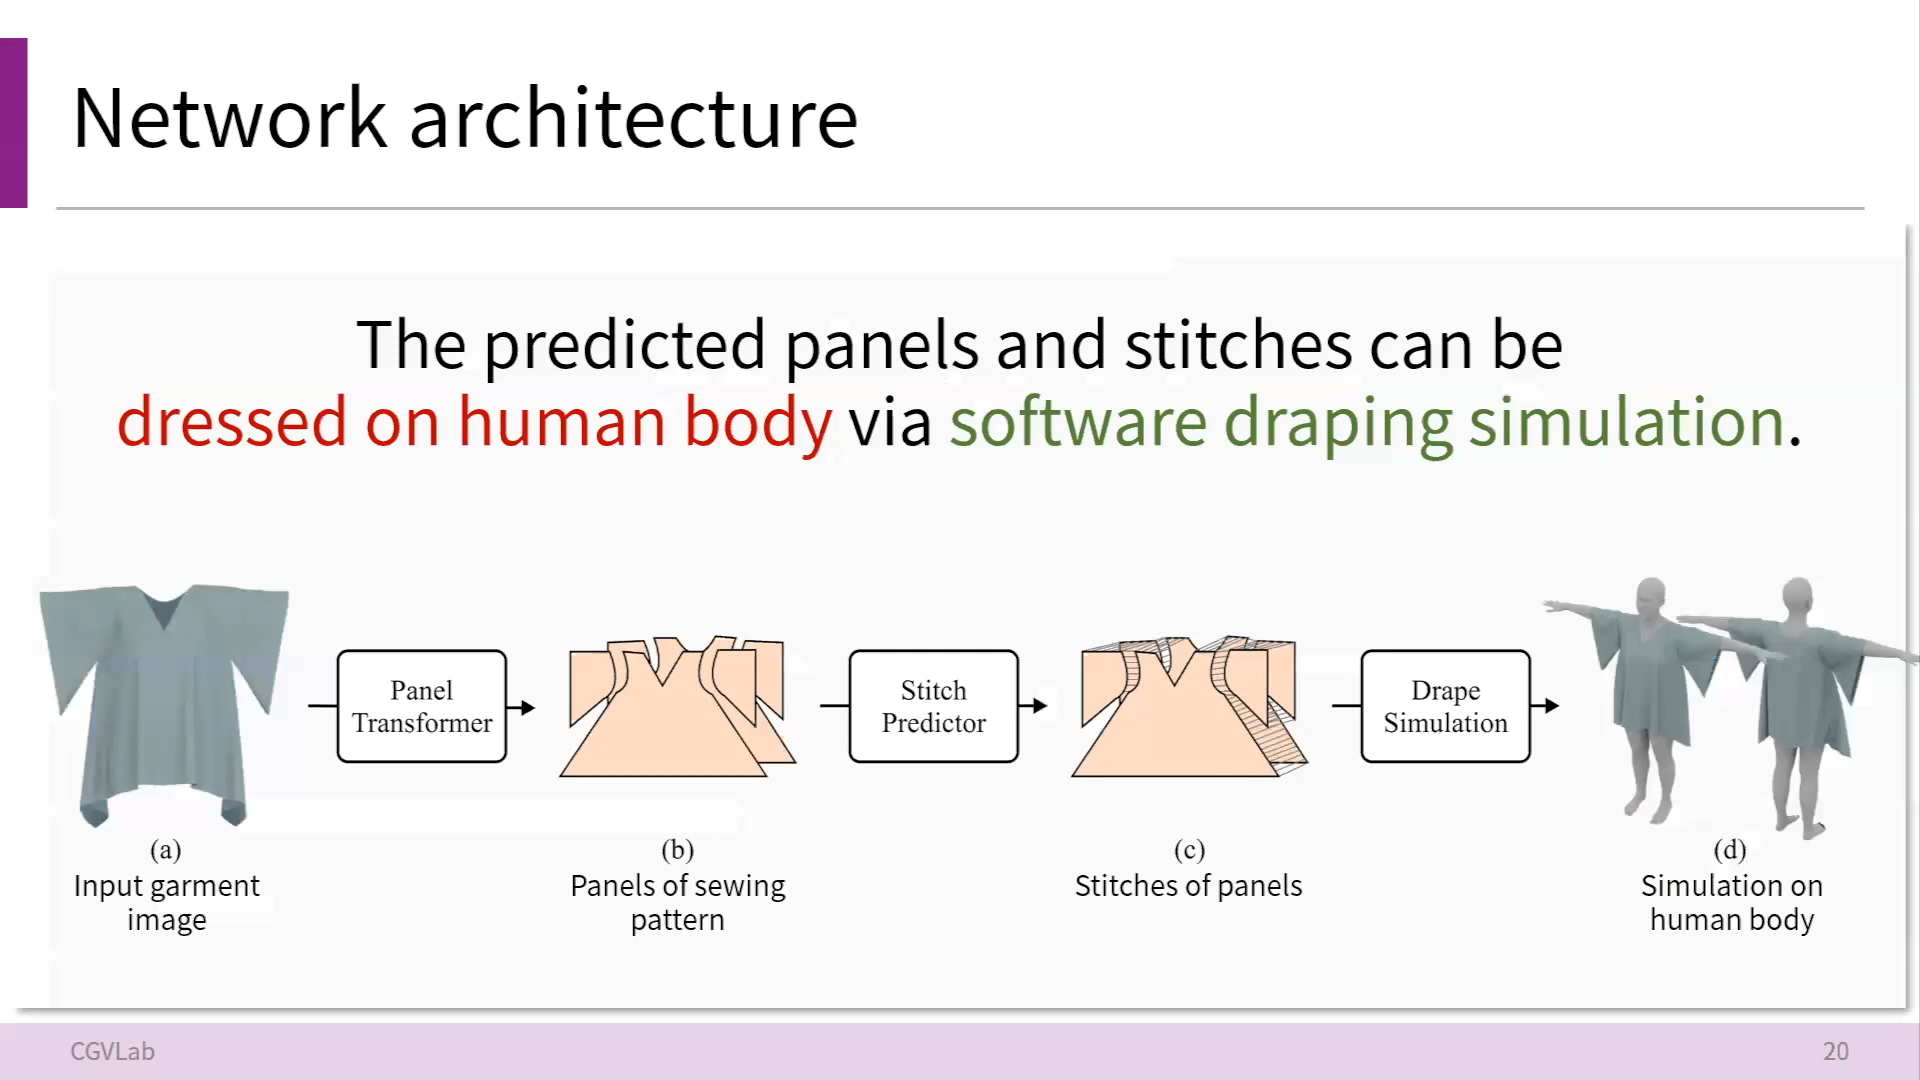 Network architecture
The predicted panels and stitches can be
dressed on human body via software draping simulation.
Panel
Transformer
Stitch
Predictor
Drape
Simulation
(a)
Input garment
image
(b)
Panels of sewing
pattern
(c)
Stitches of panels
(d)
Simulation on
human body
CGVLab
20